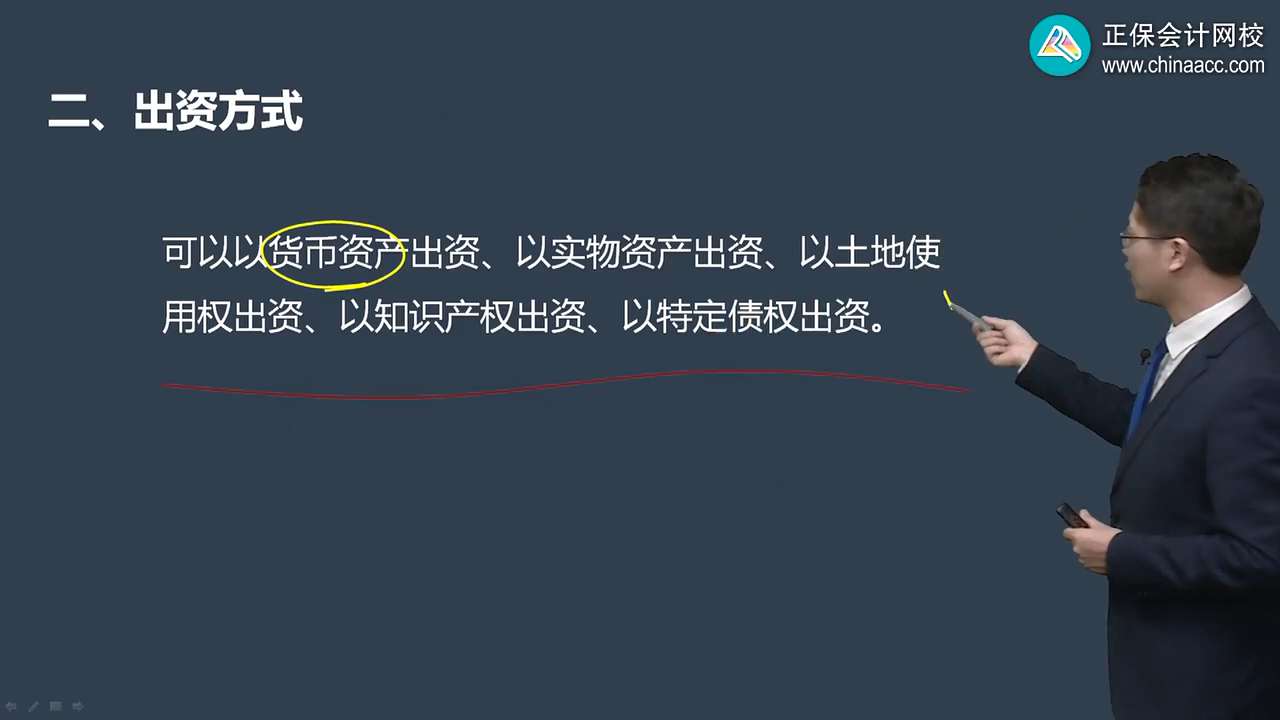 正保会计网校
www.chinaacc.com
二、出资方式
可以以货币资产出资、以实物资产出资、以土地使
用权出资、以知识产权出资、以特定债权出资。